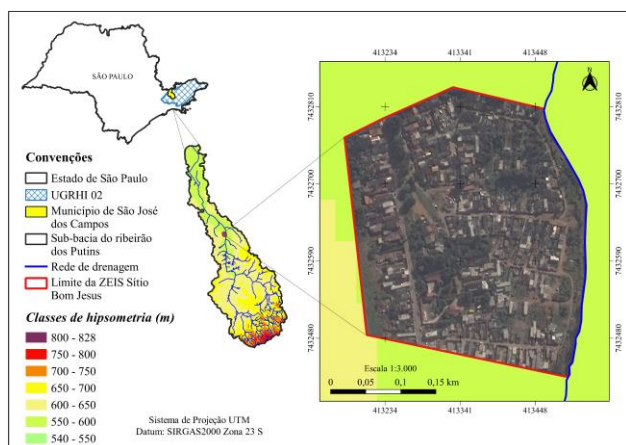 SÃO PAULO
Convenções
Estado de São Paulo
UGRHI 02
Município de São José
dos Campos
Sub-bacia do ribeirão
dos Putins
Rede de drenagem
Limite da ZEIS Sítio
Bom Jesus
Classes de hipsometria (m)
800 - 828
750 - 800
700 - 750
650 - 700
600 - 650
550 - 600
540 - 550
Sistema de Projeção UTM
Datum: SIRGAS2000 Zona 23 S
413234
413341
413448
N
7432810
7432810
7432700
7432700
7432590
7432590
7432480
7432480
Escala 1:3.000
0
0,05
0,1
0,15 km
413234
413341
413448